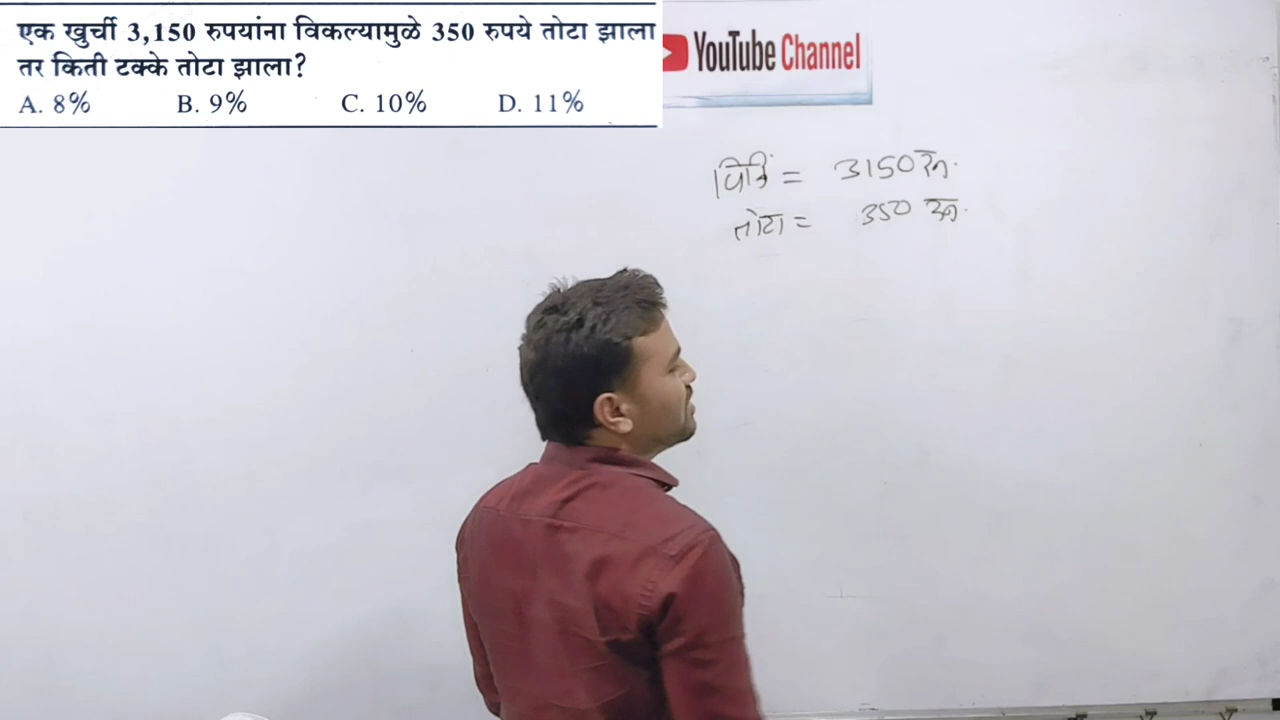 एक खुर्ची 3,150 रुपयांना विकल्यामुळे 350 रुपये तोटा झाला
तर किती टक्के तोटा झाला?
A. 8% B. 9% C. 10% D. 11%
YouTube Channel
विकिं = 3150 रु.
तोटा = 350 रु.